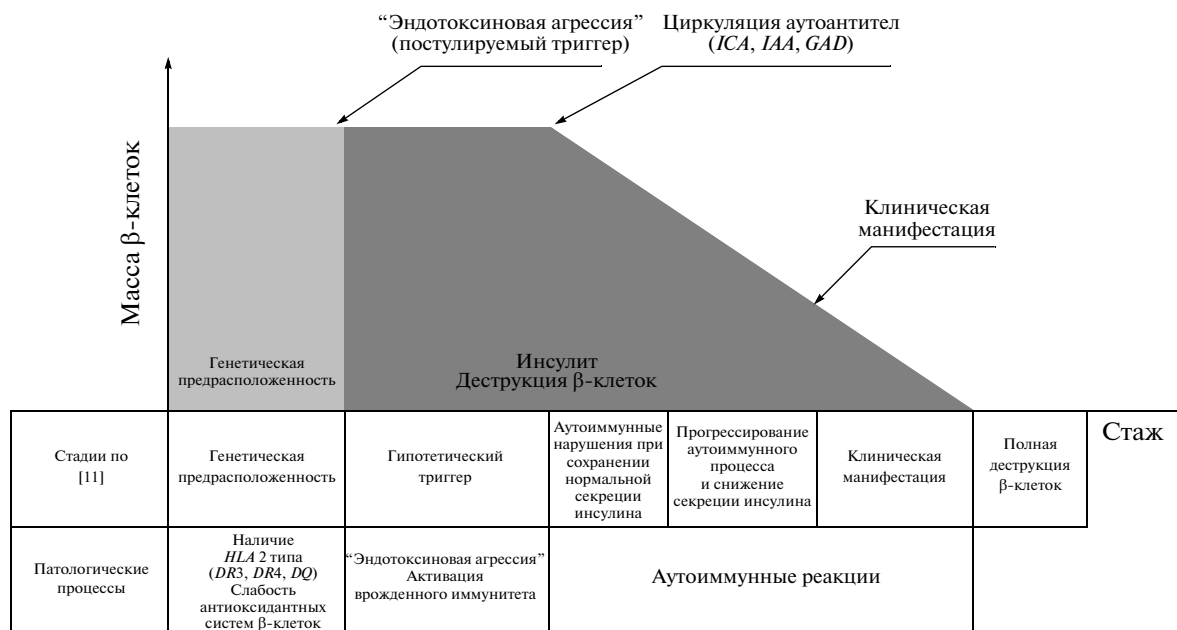 “Эндотоксиновая агрессия”
(постулируемый триггер)
Циркуляция аутоантител
(ICA, IAA, GAD)
Масса β-клеток
Клиническая
манифестация
Генетическая
предрасположенность
Инсулит
Деструкция β-клеток
Стаж
Стадии по
[11]
Генетическая
предрасположенность
Гипотетический
триггер
Аутоиммунные
нарушения при
сохранении
нормальной
секреции
инсулина
Прогрессирование
аутоиммунного
процесса
и снижение
секреции инсулина
Клиническая
манифестация
Полная
деструкция
β-клеток
Патологические
процессы
Наличие
HLA 2 типа
(DR3, DR4, DQ)
Слабость
антиоксидантных
систем β-клеток
“Эндотоксиновая агрессия”
Активация
врожденного иммунитета
Аутоиммунные реакции